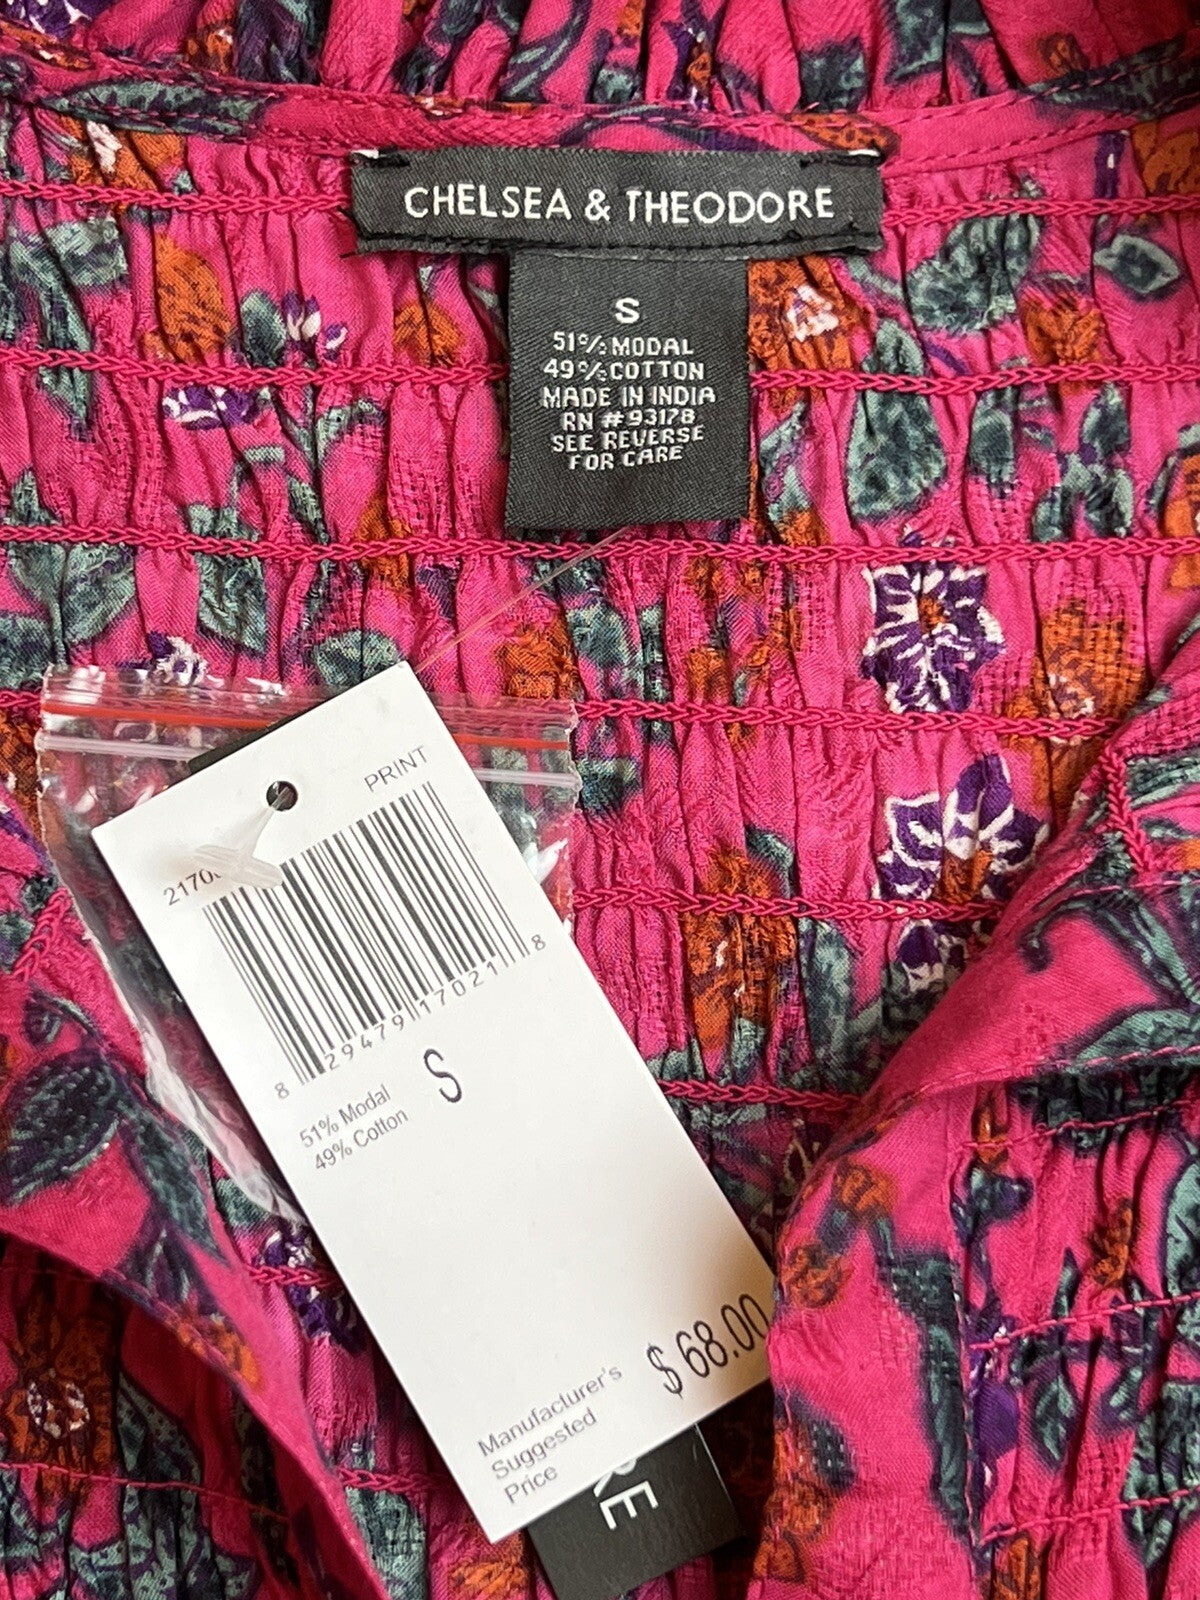 CHELSEA & THEODORE
S
51% MODAL
49% COTTON
MADE IN INDIA
RN # 93178
SEE REVERSE
FOR CARE
PRINT
8 29479 17021 8
S
51% Modal
49% Cotton
$ 68.00
Manufacturer's
Suggested
Price